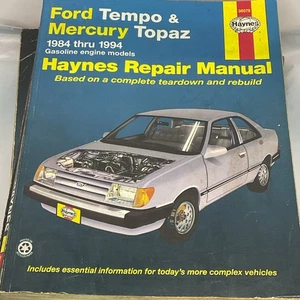 Ford Tempo &
Mercury Topaz
1984 thru 1994
Gasoline engine models
Haynes Repair Manual
Based on a complete teardown and rebuild
Haynes
Includes essential information for today's more complex vehicles